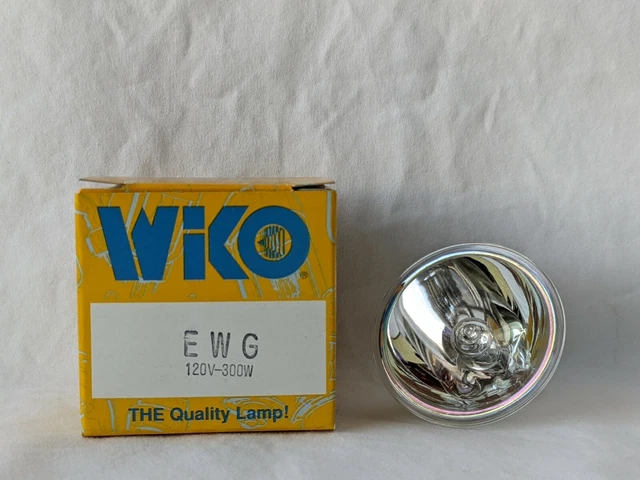 WiKO®
EWG
120V-300W
THE Quality Lamp!